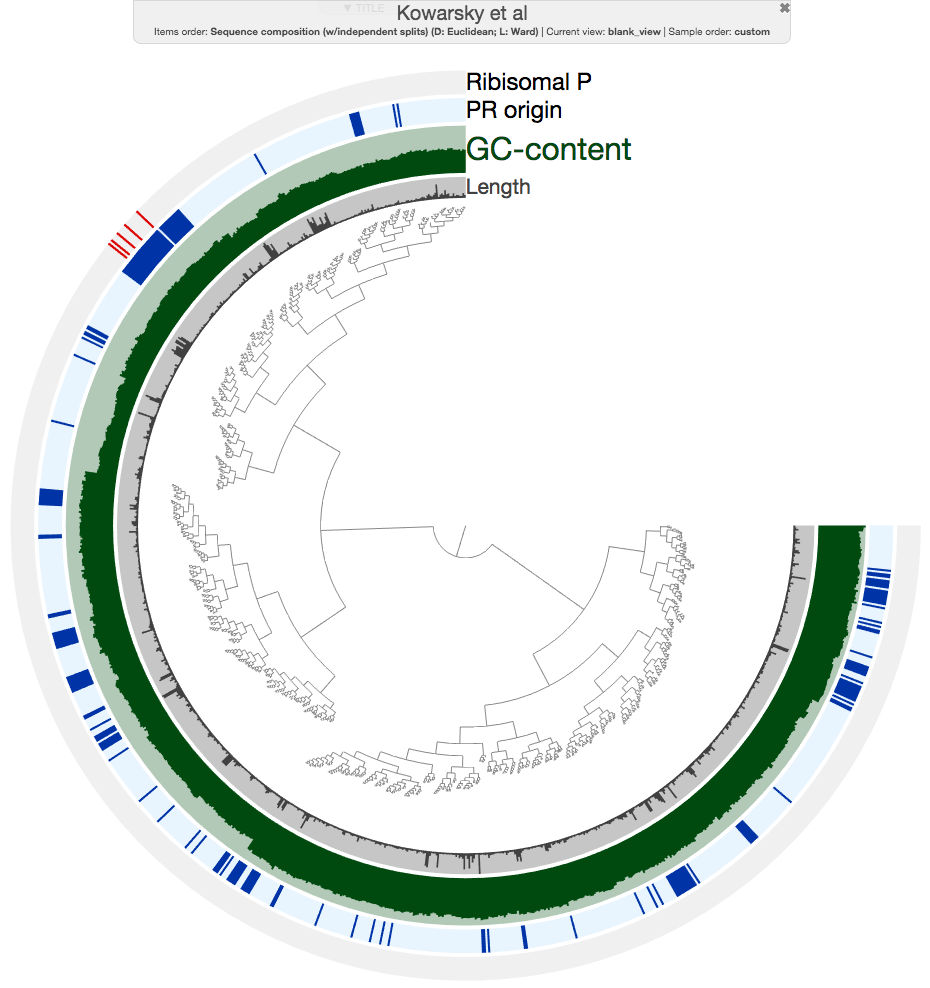 ▼ TITLE
Kowarsky et al
✖
Items order: Sequence composition (w/independent splits) (D: Euclidean; L: Ward) | Current view: blank_view | Sample order: custom
Ribisomal P
PR origin
GC-content
Length